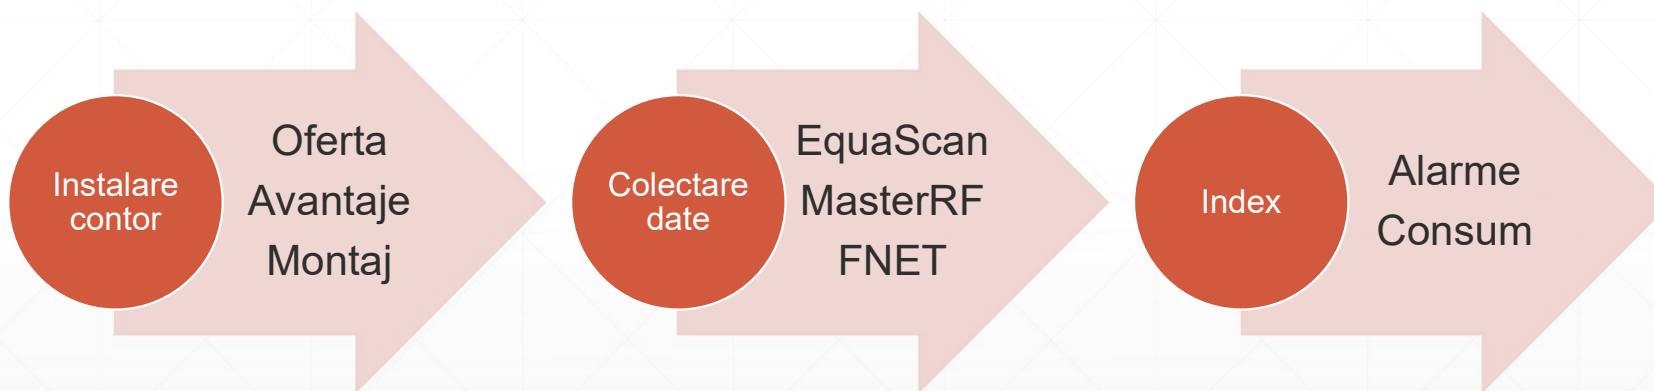 Instalare
contor
Oferta
Avantaje
Montaj
Colectare
date
EquaScan
MasterRF
FNET
Index
Alarme
Consum